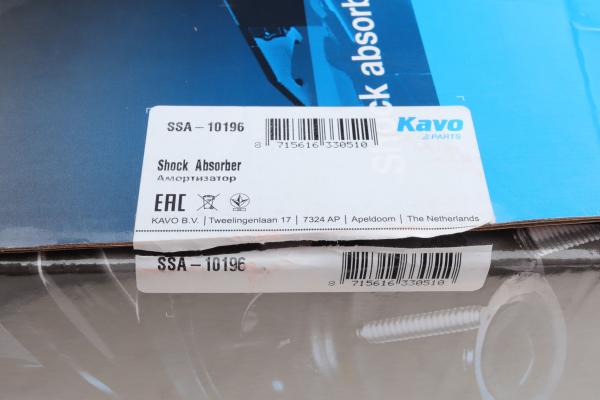 Shock absorb
SSA-10196
8 715616 330510
Kavo
PARTS
Shock Absorber
Амортизатор
EAC
KAVO B.V. | Tweelingenlaan 17 | 7324 AP | Apeldoorn | The Netherlands
SSA-10196
8 715616 330510